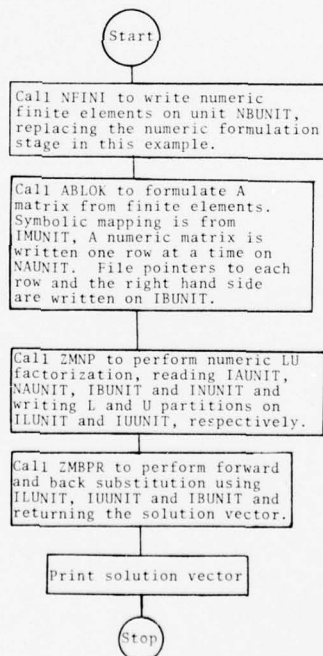 Start
Call NFINI to write numeric
finite elements on unit NBUNIT,
replacing the numeric formulation
stage in this example.
Call ABLOK to formulate A
matrix from finite elements.
Symbolic mapping is from
IMUNIT, A numeric matrix is
written one row at a time on
NAUNIT. File pointers to each
row and the right hand side
are written on IBUNIT.
Call ZMNP to perform numeric LU
factorization, reading IAUNIT,
NAUNIT, IBUNIT and INUNIT and
writing L and U partitions on
ILUNIT and IUUNIT, respectively.
Call ZMBPR to perform forward
and back substitution using
ILUNIT, IUUNIT and IBUNIT and
returning the solution vector.
Print solution vector
Stop